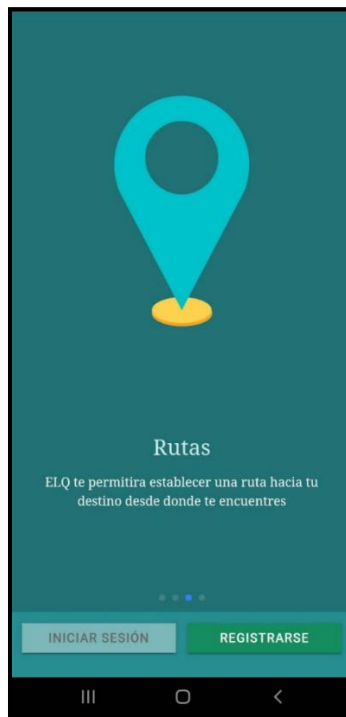 Rutas
ELQ te permitira establecer una ruta hacia tu
destino desde donde te encuentres
INICIAR SESIÓN
REGISTRARSE